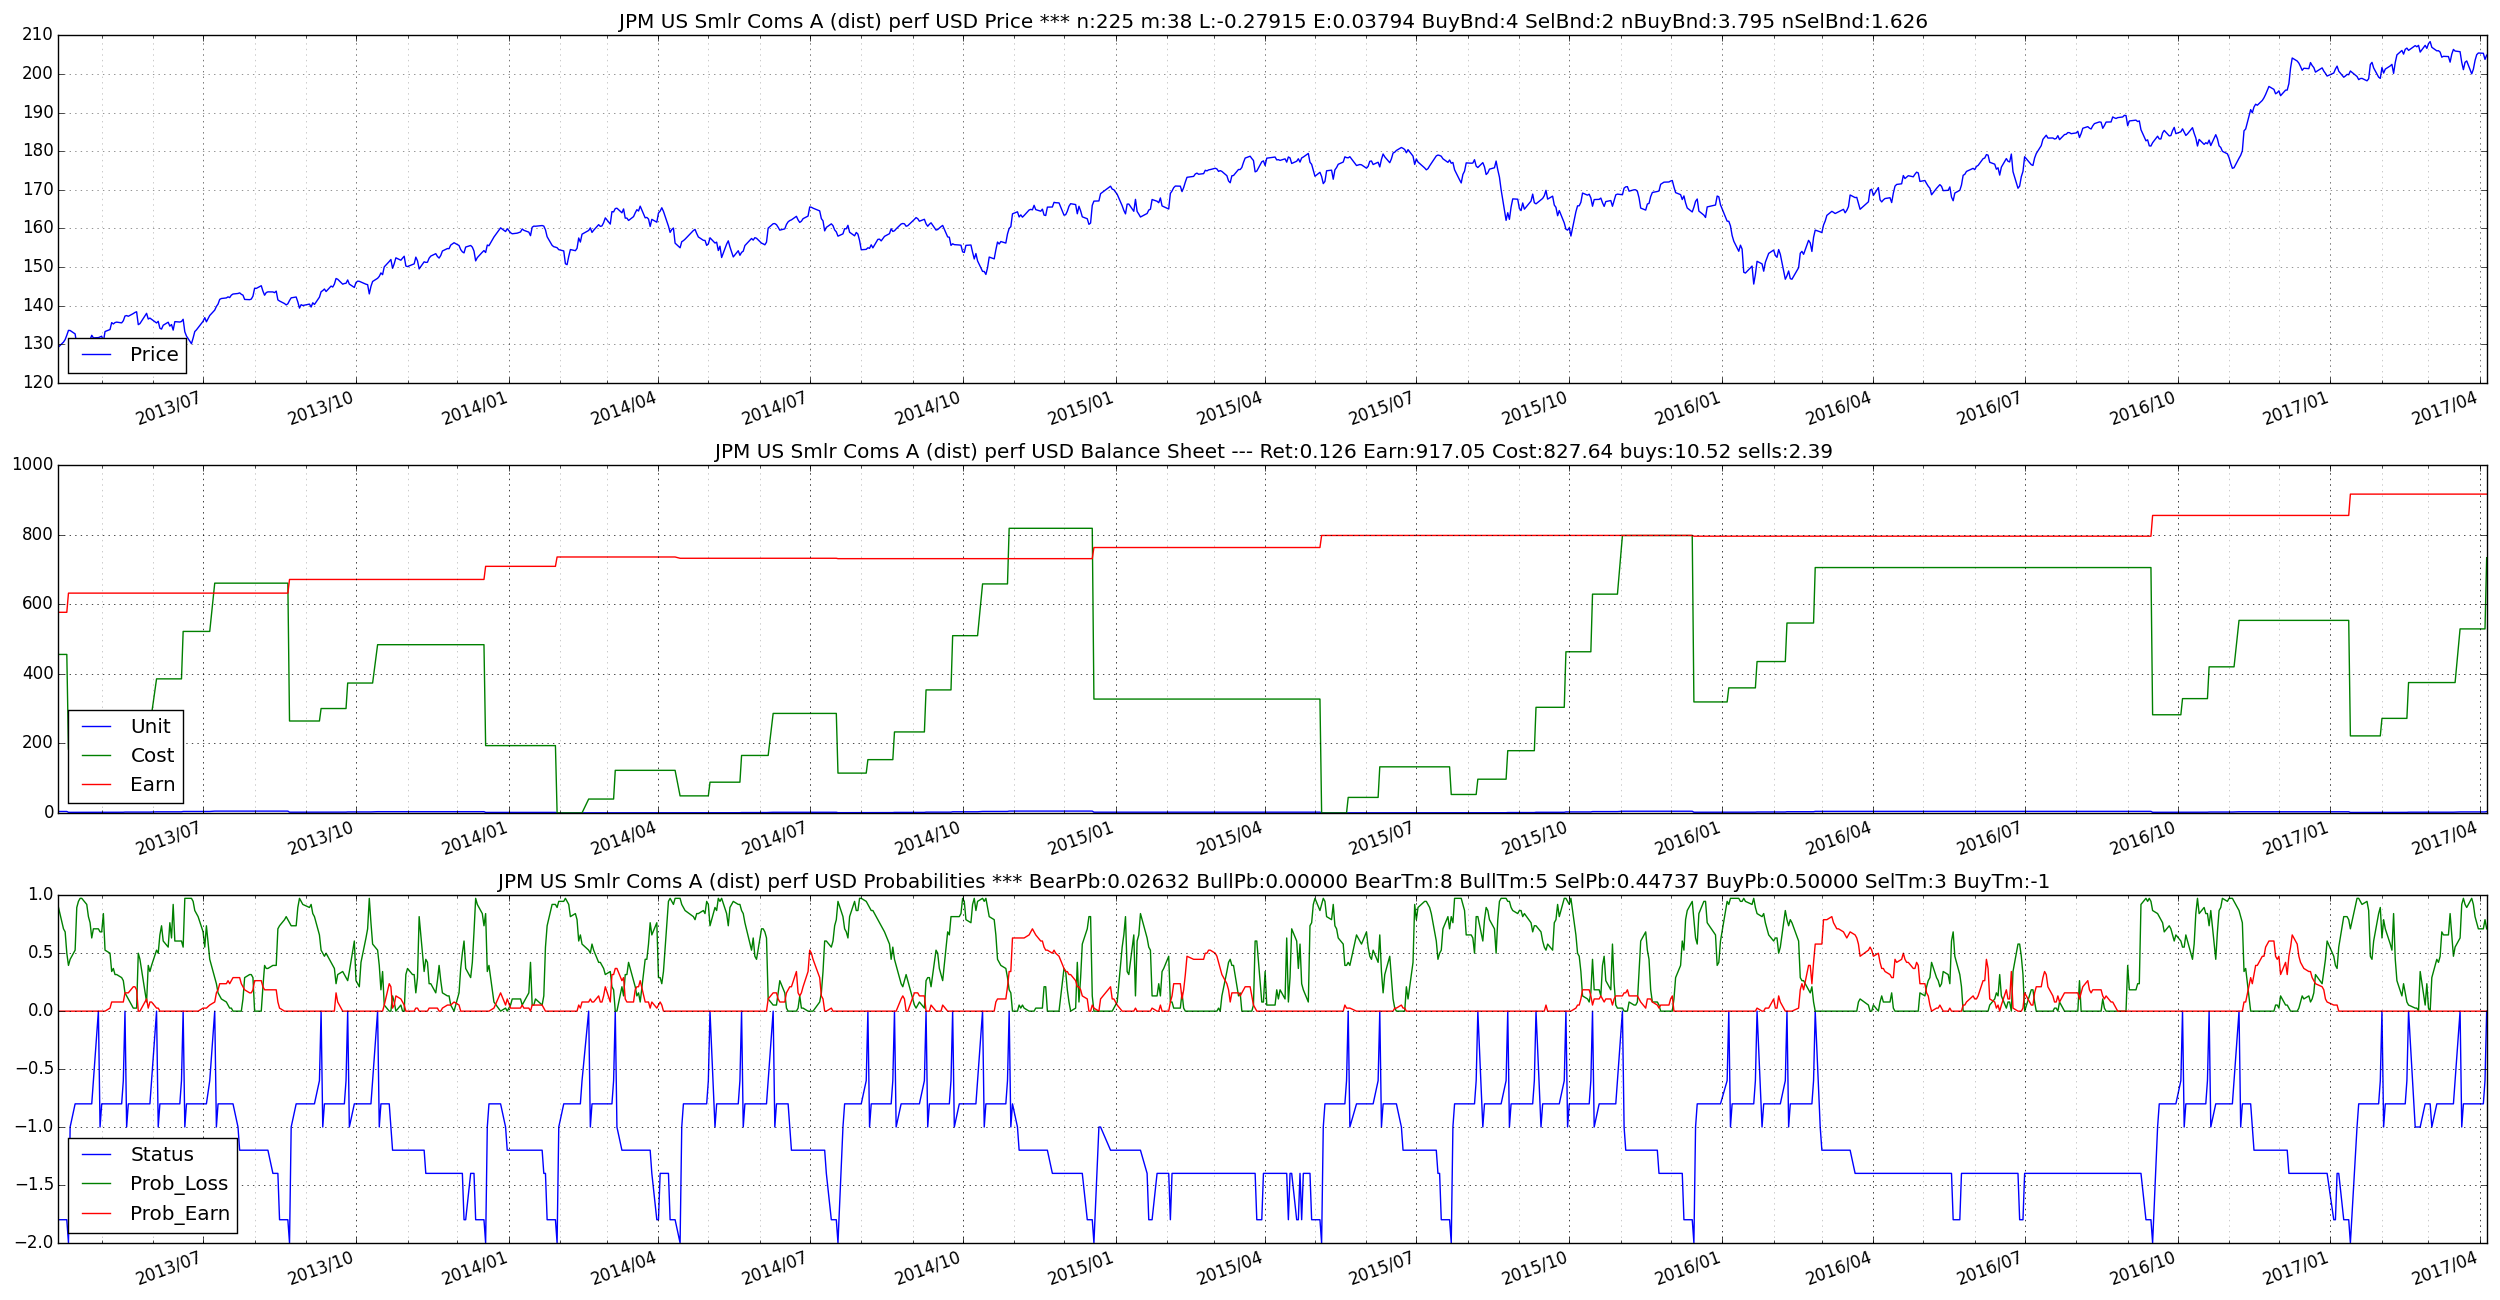 JPM US Smlr Coms A (dist) perf USD Price *** n:225 m:38 L:-0.27915 E:0.03794 BuyBnd:4 SelBnd:2 nBuyBnd:3.795 nSelBnd:1.626
210
200
190
180
170
160
150
140
130
120
Price
2013/07 2013/10 2014/01 2014/04 2014/07 2014/10 2015/01 2015/04 2015/07 2015/10 2016/01 2016/04 2016/07 2016/10 2017/01 2017/04
JPM US Smlr Coms A (dist) perf USD Balance Sheet --- Ret:0.126 Earn:917.05 Cost:827.64 buys:10.52 sells:2.39
1000
800
600
400
200
0
Unit
Cost
Earn
2013/07 2013/10 2014/01 2014/04 2014/07 2014/10 2015/01 2015/04 2015/07 2015/10 2016/01 2016/04 2016/07 2016/10 2017/01 2017/04
JPM US Smlr Coms A (dist) perf USD Probabilities *** BearPb:0.02632 BullPb:0.00000 BearTm:8 BullTm:5 SelPb:0.44737 BuyPb:0.50000 SelTm:3 BuyTm:-1
1.0
0.5
0.0
−0.5
−1.0
−1.5
−2.0
Status
Prob_Loss
Prob_Earn
2013/07 2013/10 2014/01 2014/04 2014/07 2014/10 2015/01 2015/04 2015/07 2015/10 2016/01 2016/04 2016/07 2016/10 2017/01 2017/04